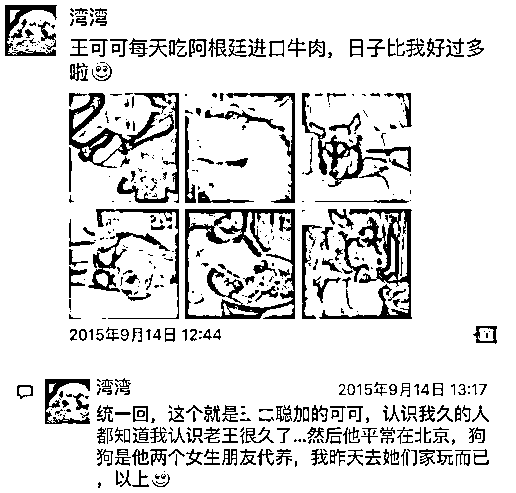 湾湾
王可可每天吃阿根廷进口牛肉，日子比我好过多
啦
2015年9月14日 12:44
湾湾
2015年9月14日 13:17
统一回，这个就是王二聪加的可可，认识我久的人
都知道我认识老王很久了...然后他平常在北京，狗
狗是他两个女生朋友代养，我昨天去她们家玩而已
，以上